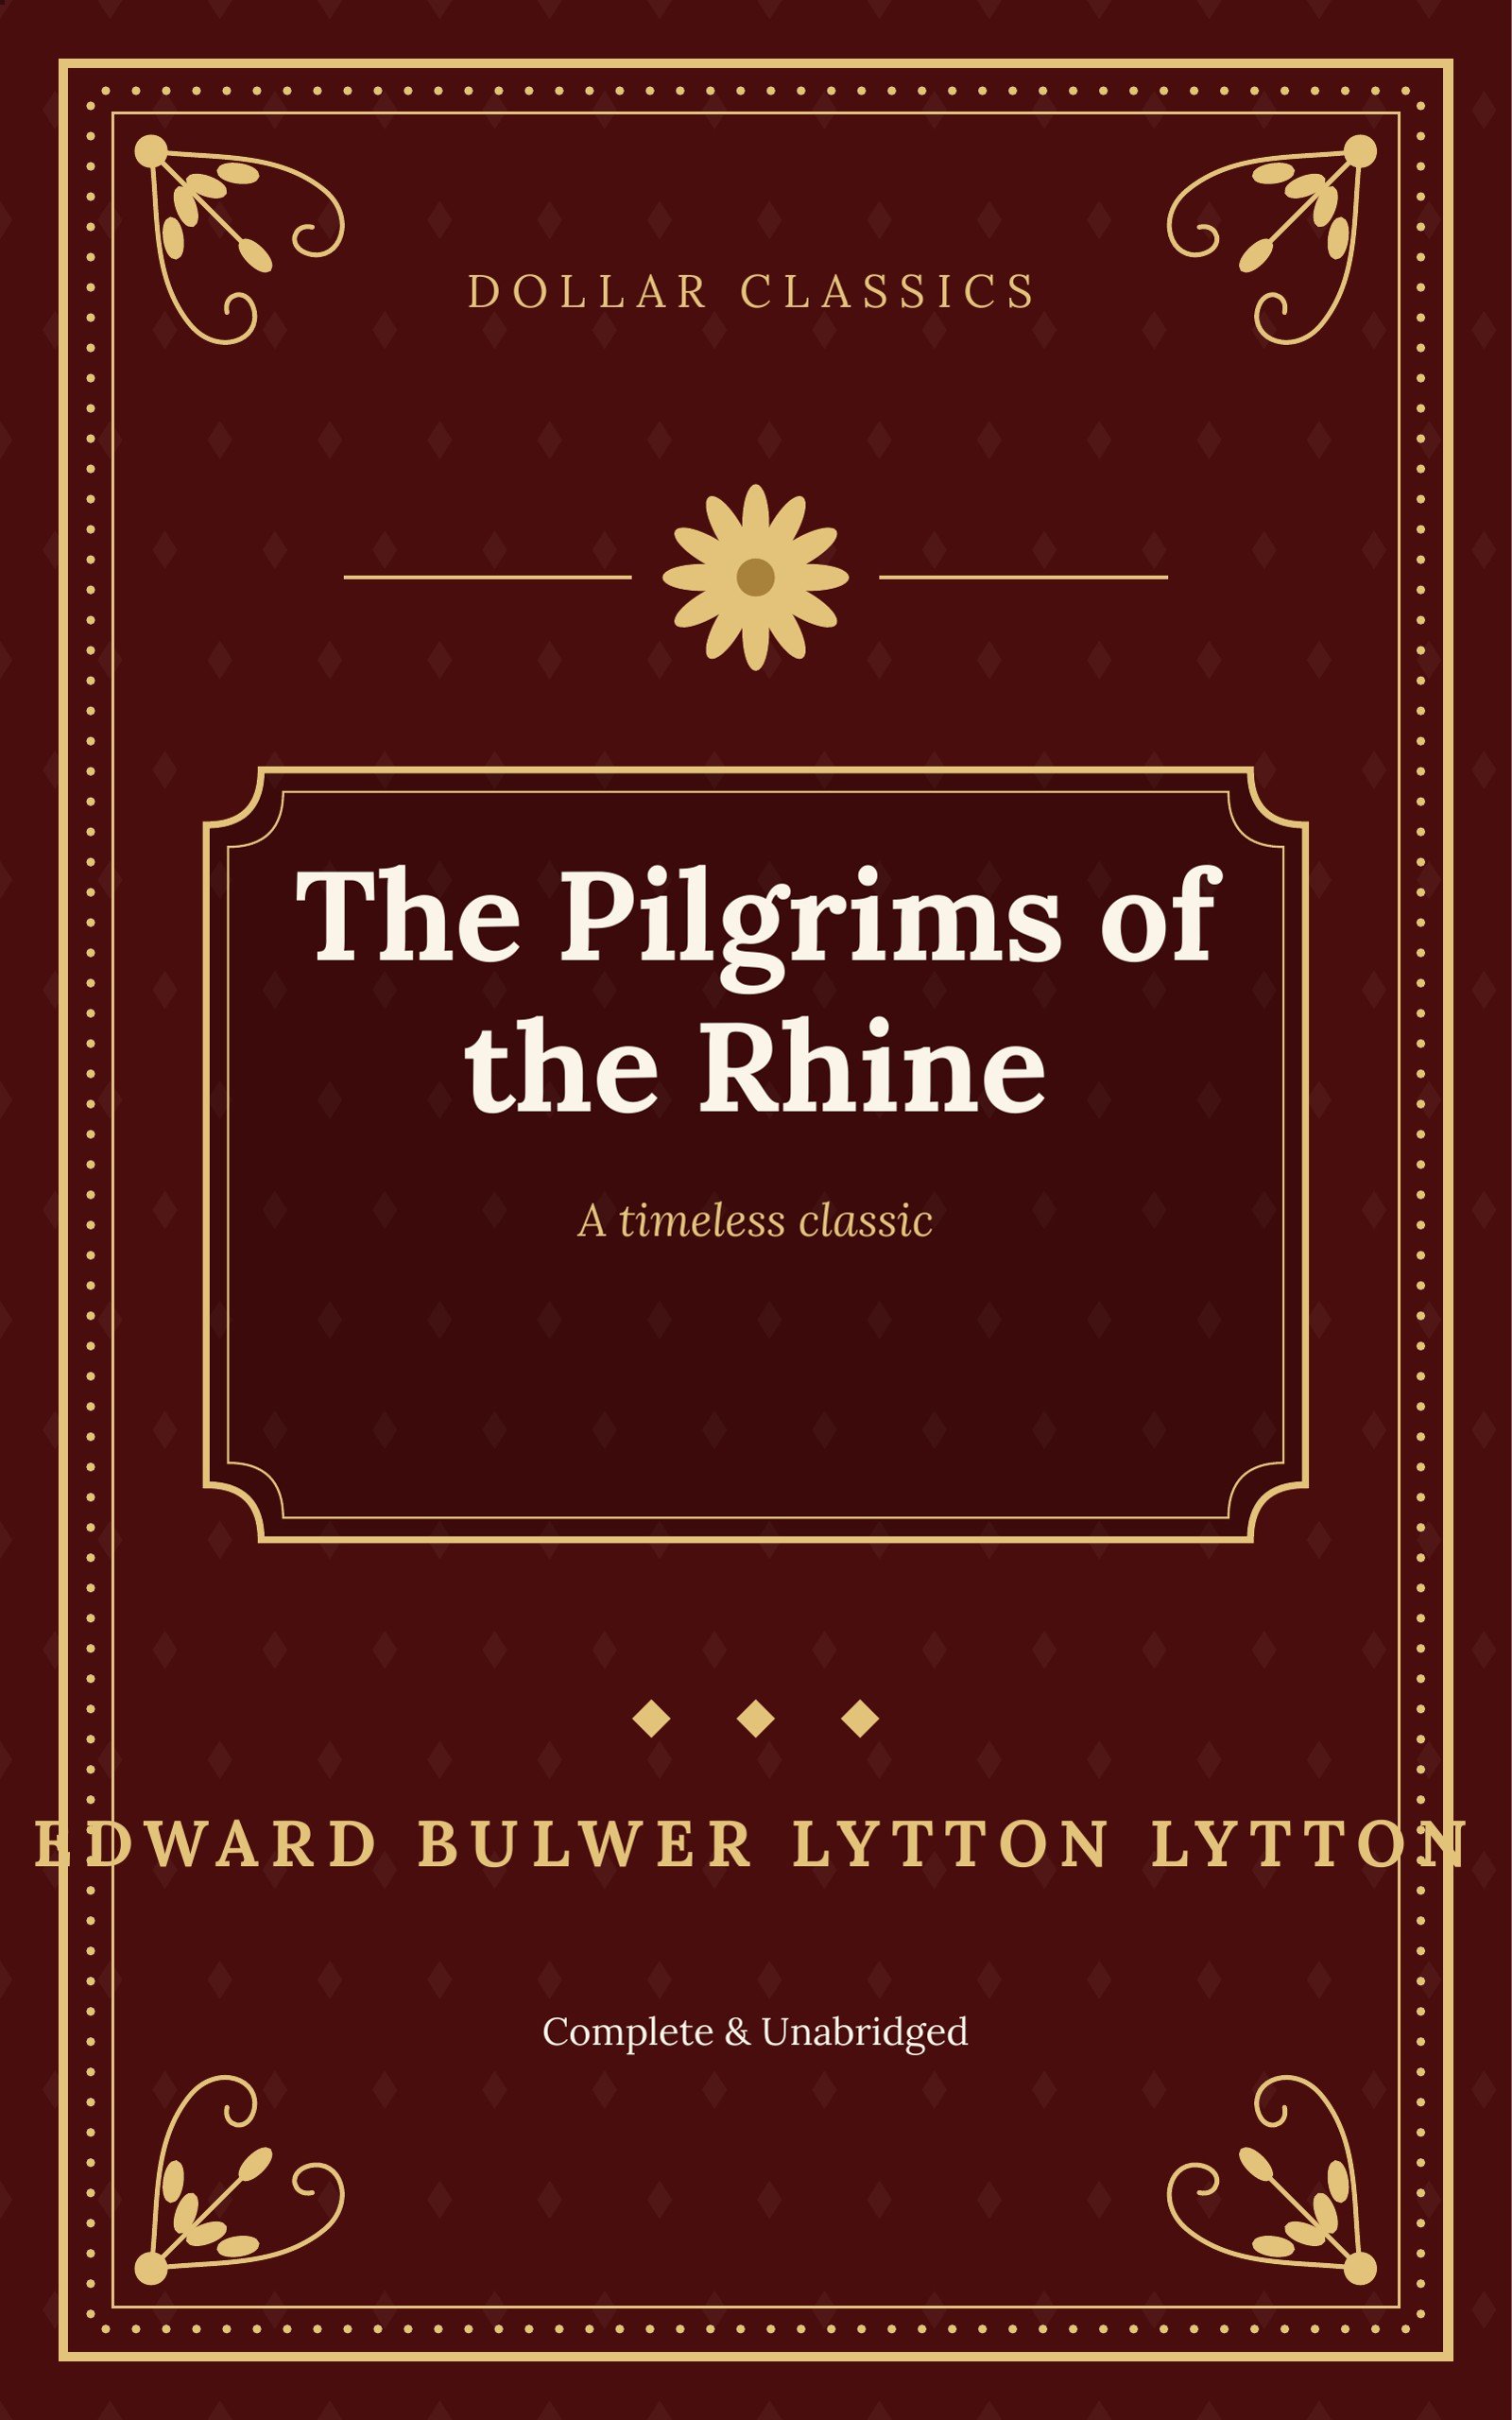 DOLLAR CLASSICS
The Pilgrims of
the Rhine
A timeless classic
EDWARD BULWER LYTTON LYTTON
Complete & Unabridged